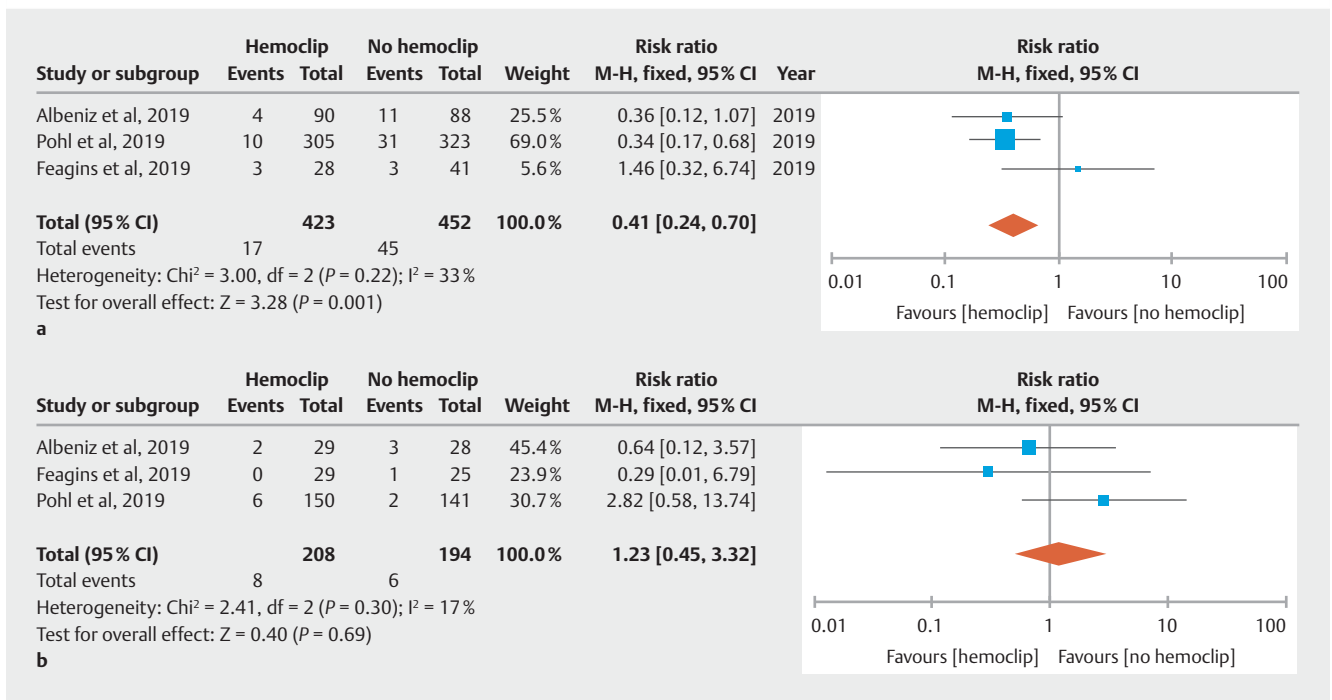 Hemoclip No hemoclip Risk ratio Risk ratio
Study or subgroup Events Total Events Total Weight M-H, fixed, 95% CI Year M-H, fixed, 95% CI
Albeniz et al, 2019 4 90 11 88 25.5% 0.36 [0.12, 1.07] 2019
Pohl et al, 2019 10 305 31 323 69.0% 0.34 [0.17, 0.68] 2019
Feagins et al, 2019 3 28 3 41 5.6% 1.46 [0.32, 6.74] 2019
Total (95% CI) 423 452 100.0% 0.41 [0.24, 0.70]
Total events 17 45
Heterogeneity: Chi² = 3.00, df = 2 (P = 0.22); I² = 33%
Test for overall effect: Z = 3.28 (P = 0.001)
0.01 0.1 1 10 100
Favours [hemoclip] Favours [no hemoclip]
a
Hemoclip No hemoclip Risk ratio Risk ratio
Study or subgroup Events Total Events Total Weight M-H, fixed, 95% CI M-H, fixed, 95% CI
Albeniz et al, 2019 2 29 3 28 45.4% 0.64 [0.12, 3.57]
Feagins et al, 2019 0 29 1 25 23.9% 0.29 [0.01, 6.79]
Pohl et al, 2019 6 150 2 141 30.7% 2.82 [0.58, 13.74]
Total (95% CI) 208 194 100.0% 1.23 [0.45, 3.32]
Total events 8 6
Heterogeneity: Chi² = 2.41, df = 2 (P = 0.30); I² = 17%
Test for overall effect: Z = 0.40 (P = 0.69)
0.01 0.1 1 10 100
Favours [hemoclip] Favours [no hemoclip]
b